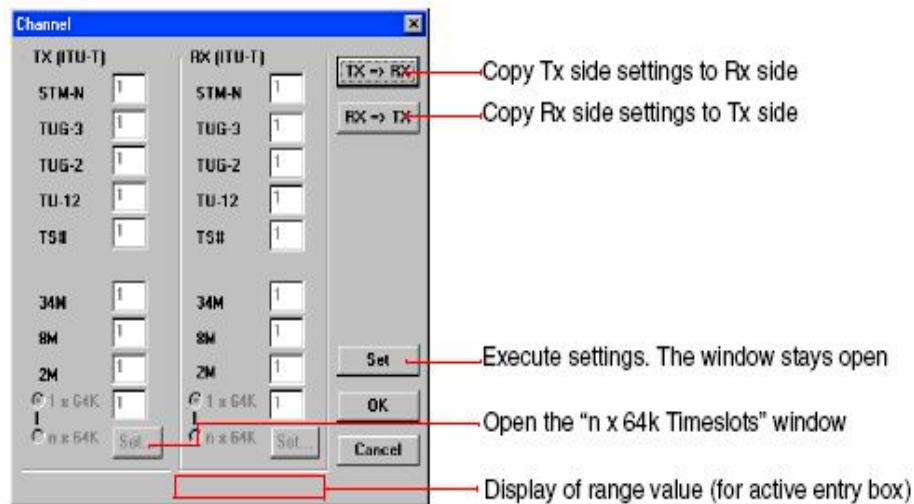 Channel
TX (ITU-T)
STM-N 1
TUG-3 1
TUG-2 1
TU-12 1
TS# 1
34M 1
8M 1
2M 1
1 x 64K 1
n x 64K Set...
RX (ITU-T)
STM-N 1
TUG-3 1
TUG-2 1
TU-12 1
TS# 1
34M 1
8M 1
2M 1
1 x 64K 1
n x 64K Set...
TX => RX
RX => TX
Set
OK
Cancel
Copy Tx side settings to Rx side
Copy Rx side settings to Tx side
Execute settings. The window stays open
Open the “n x 64k Timeslots” window
Display of range value (for active entry box)